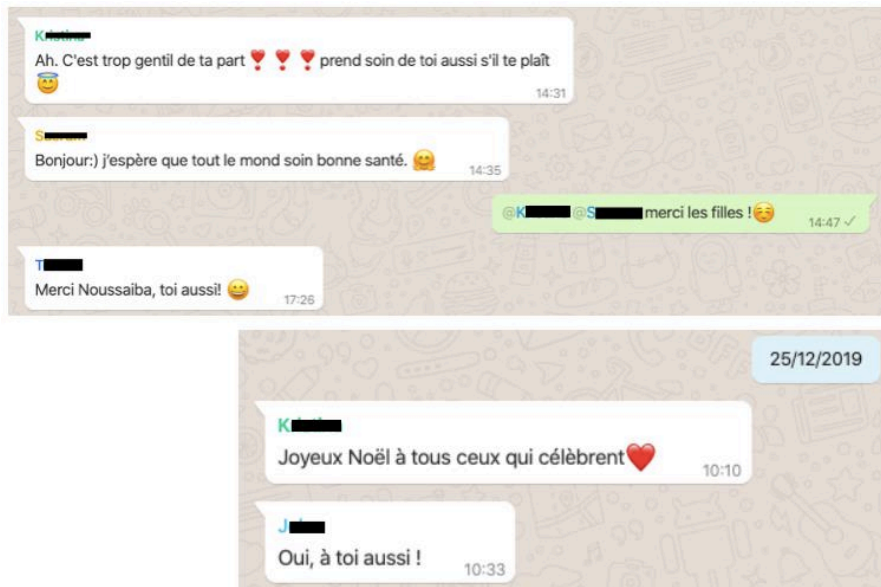 K
Ah. C'est trop gentil de ta part❣️ ❣️ ❣️ prend soin de toi aussi s'il te plaît
😇
14:31
S
Bonjour:) j'espère que tout le mond soin bonne santé. 🤗
14:35
@K @S merci les filles !☺️
14:47
T
Merci Noussaiba, toi aussi! 😀
17:26
25/12/2019
K
Joyeux Noël à tous ceux qui célèbrent❤️
10:10
J
Oui, à toi aussi !
10:33